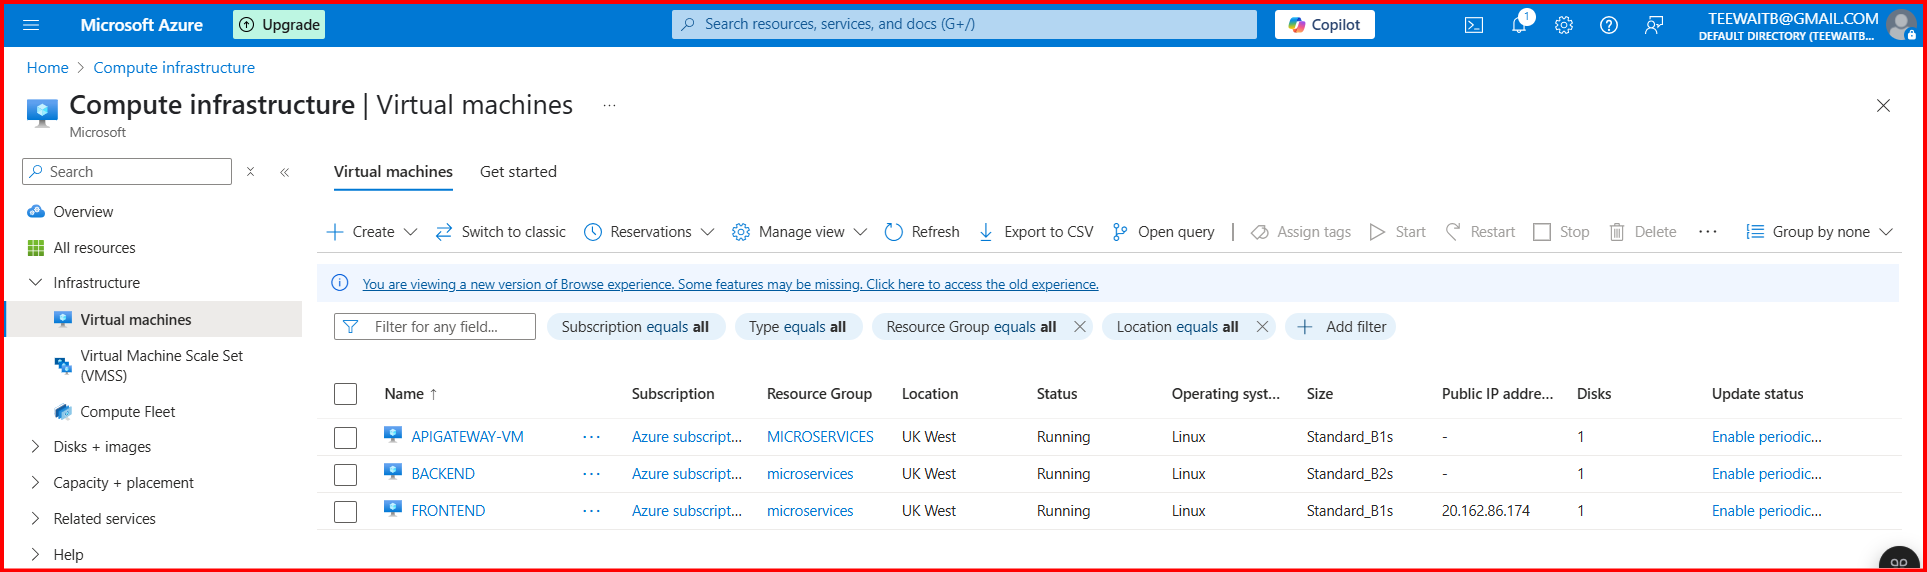 Microsoft Azure
Upgrade
Search resources, services, and docs (G+/)
Copilot
1
TEEWAITB@GMAIL.COM
DEFAULT DIRECTORY (TEEWAITB...
Home > Compute infrastructure
Compute infrastructure | Virtual machines ...
Microsoft
Search
Overview
All resources
Infrastructure
Virtual machines
Virtual Machine Scale Set
(VMSS)
Compute Fleet
Disks + images
Capacity + placement
Related services
Help
Virtual machines Get started
Create Switch to classic Reservations Manage view Refresh Export to CSV Open query | Assign tags Start Restart Stop Delete ... Group by none
You are viewing a new version of Browse experience. Some features may be missing. Click here to access the old experience.
Filter for any field... Subscription equals all Type equals all Resource Group equals all Location equals all Add filter
Name ↑ Subscription Resource Group Location Status Operating syst... Size Public IP addre... Disks Update status
APIGATEWAY-VM ... Azure subscript... MICROSERVICES UK West Running Linux Standard_B1s - 1 Enable periodic...
BACKEND ... Azure subscript... microservices UK West Running Linux Standard_B2s - 1 Enable periodic...
FRONTEND ... Azure subscript... microservices UK West Running Linux Standard_B1s 20.162.86.174 1 Enable periodic...